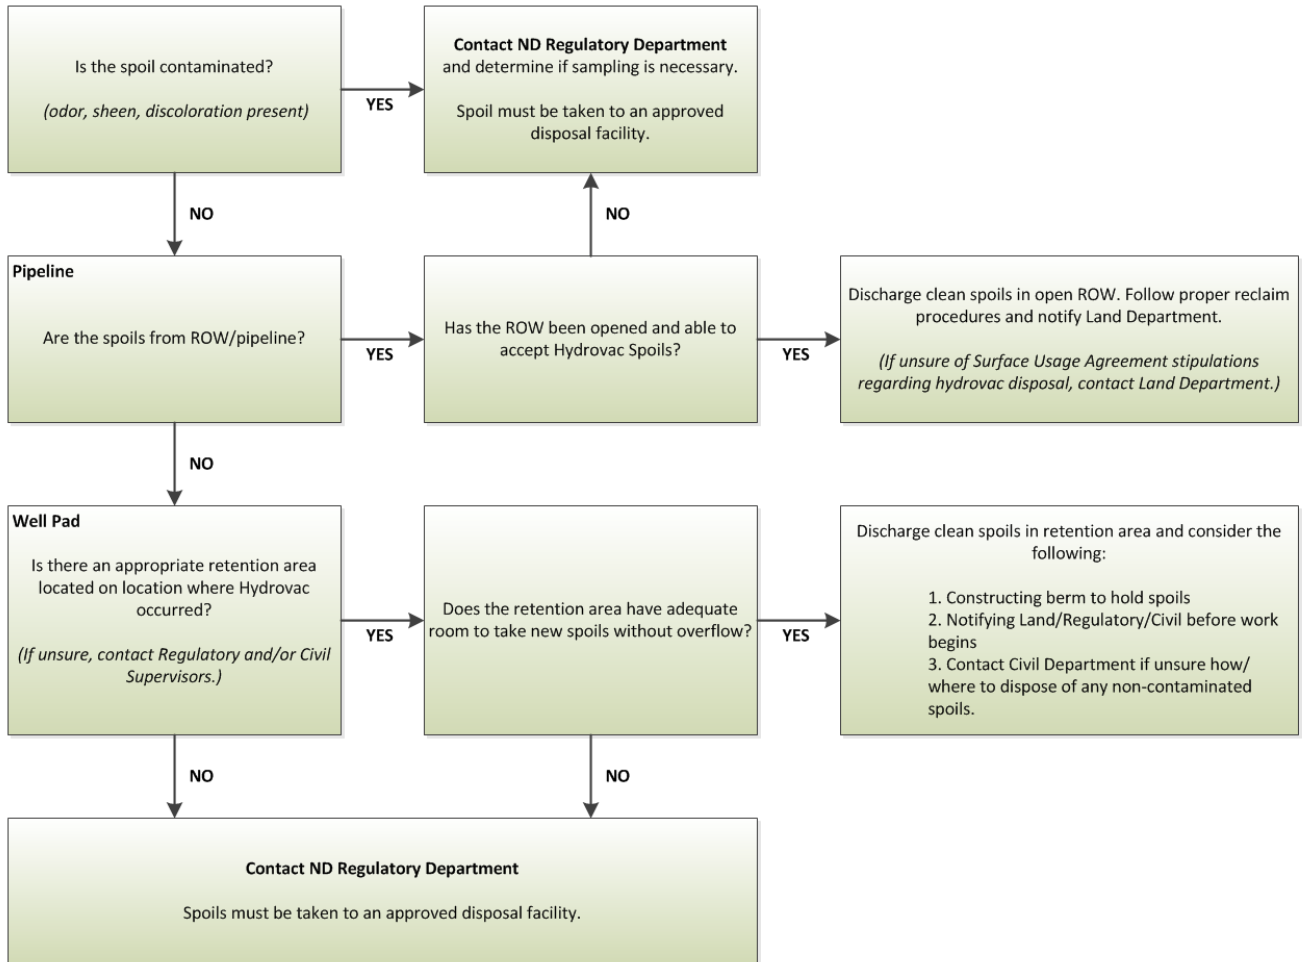 Is the spoil contaminated?
(odor, sheen, discoloration present)
YES
Contact ND Regulatory Department
and determine if sampling is necessary.
Spoil must be taken to an approved
disposal facility.
NO
NO
Pipeline
Are the spoils from ROW/pipeline?
YES
Has the ROW been opened and able to
accept Hydrovac Spoils?
YES
Discharge clean spoils in open ROW. Follow proper reclaim
procedures and notify Land Department.
(If unsure of Surface Usage Agreement stipulations
regarding hydrovac disposal, contact Land Department.)
NO
Well Pad
Is there an appropriate retention area
located on location where Hydrovac
occurred?
(If unsure, contact Regulatory and/or Civil
Supervisors.)
YES
Does the retention area have adequate
room to take new spoils without overflow?
YES
Discharge clean spoils in retention area and consider the
following:
1. Constructing berm to hold spoils
2. Notifying Land/Regulatory/Civil before work
begins
3. Contact Civil Department if unsure how/
where to dispose of any non-contaminated
spoils.
NO
NO
Contact ND Regulatory Department
Spoils must be taken to an approved disposal facility.